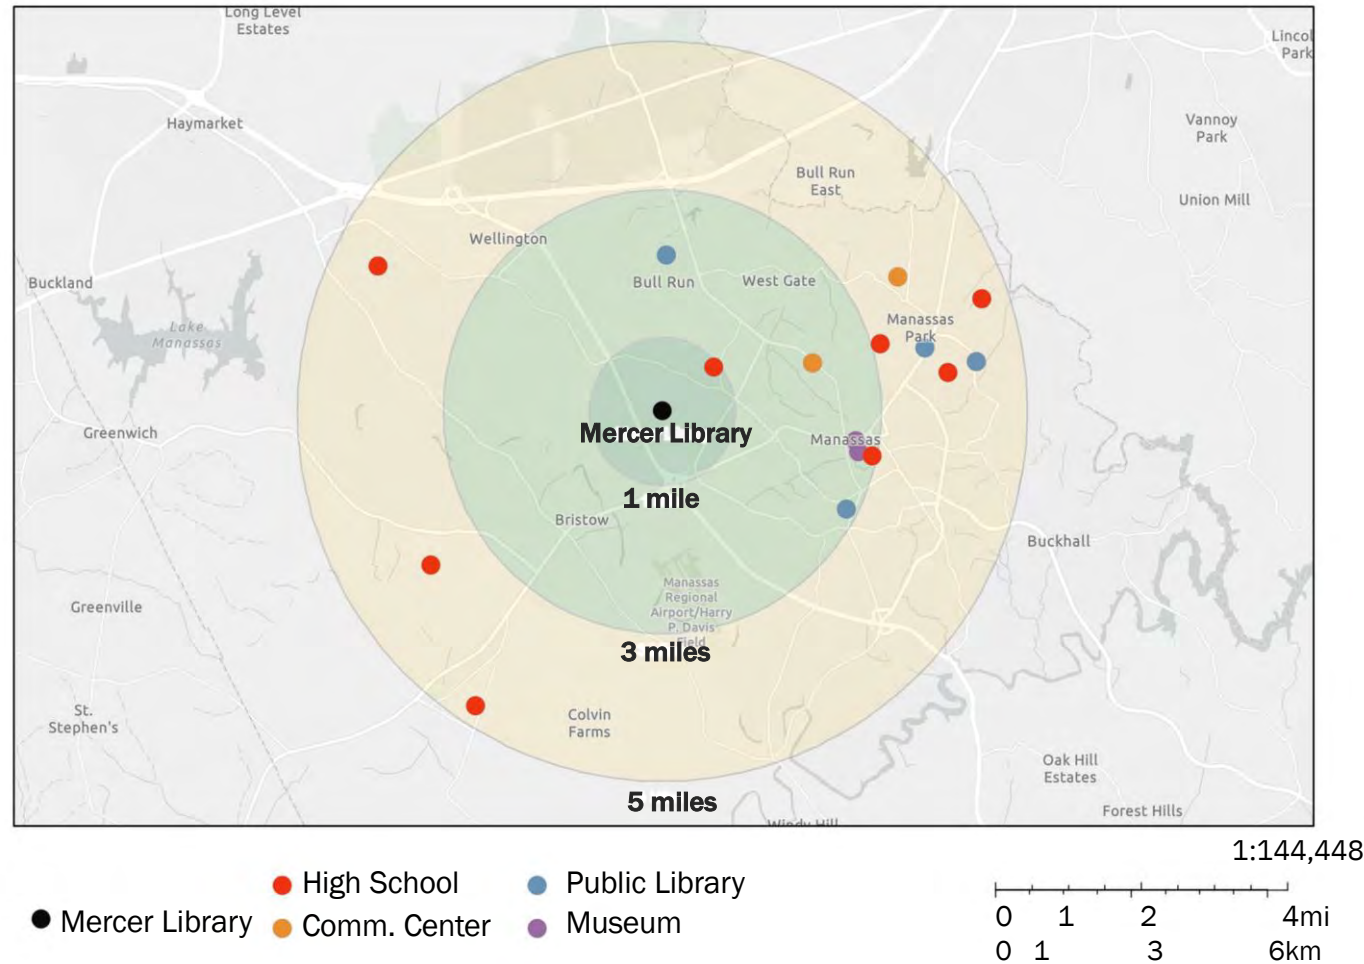 Long Level
Estates
Lincol
Park
Haymarket
Vannoy
Park
Bull Run
East
Union Mill
Wellington
Buckland
Bull Run
West Gate
Lake
Manassas
Manassas
Park
Mercer Library
Greenwich
Manassas
1 mile
Bristow
Buckhall
Manassas
Regional
Airport/Harry
P. Davis
Field
Greenville
3 miles
St.
Stephen's
Colvin
Farms
Oak Hill
Estates
5 miles
Forest Hills
Windy Hill
1:144,448
Mercer Library
High School
Comm. Center
Public Library
Museum
0 1 2 4mi
0 1 3 6km